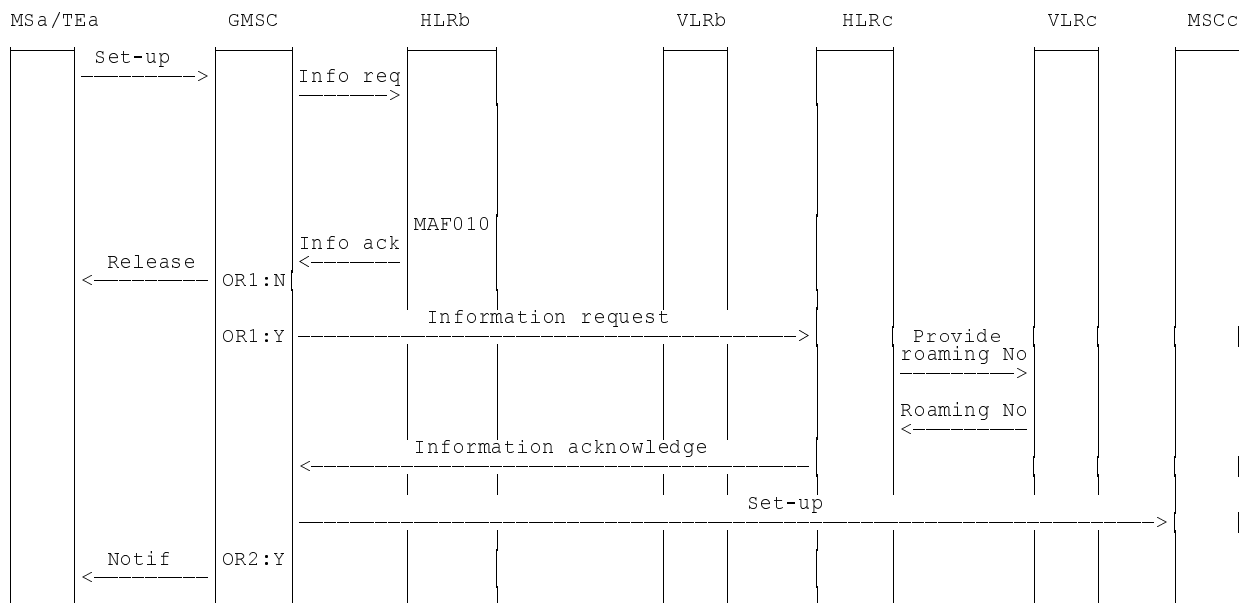 MSa/TEa GMSC HLRb VLRb HLRc VLRc MSCc
Set-up
Info req
MAF010
Info ack
Release
OR1:N
Information request
OR1:Y
Provide
roaming No
Roaming No
Information acknowledge
Set-up
Notif OR2:Y